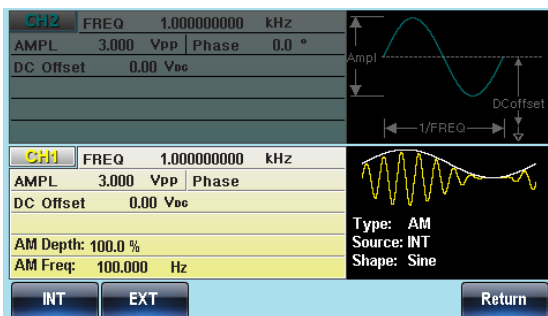 CH2 FREQ 1.000000000 kHz
AMPL 3.000 Vpp Phase 0.0 °
DC Offset 0.00 VDC
Ampl
DCoffset
1/FREQ
CH1 FREQ 1.000000000 kHz
AMPL 3.000 Vpp Phase
DC Offset 0.00 VDC
AM Depth: 100.0 %
AM Freq: 100.000 Hz
Type: AM
Source: INT
Shape: Sine
INT EXT Return